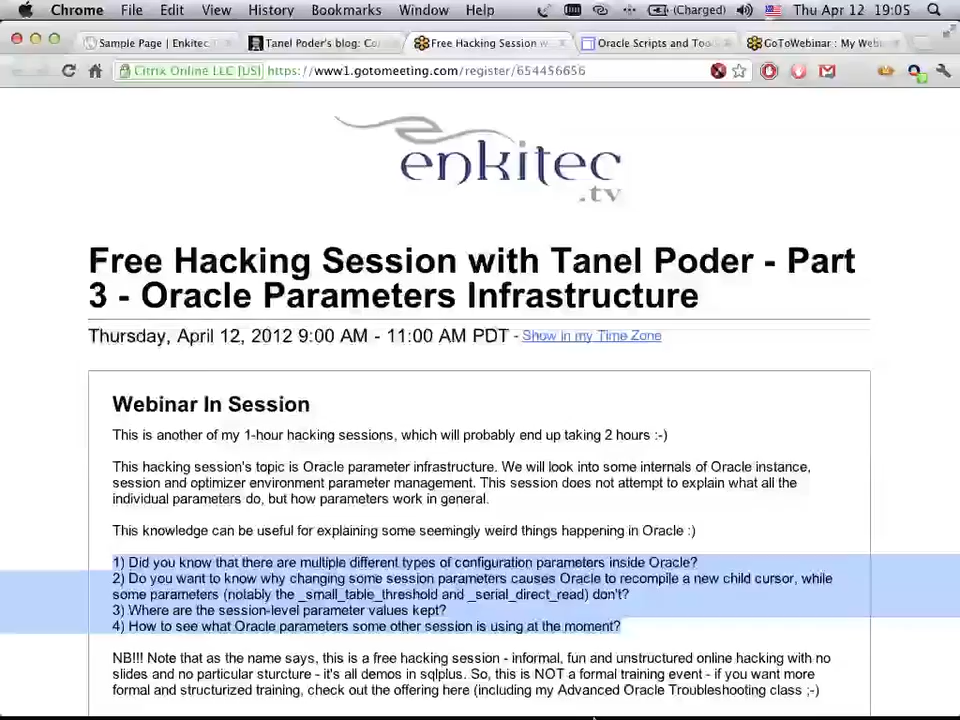 Chrome File Edit View History Bookmarks Window Help (Charged) Thu Apr 12 19:05
Sample Page | Enkitec Tanel Poder's blog: Co Free Hacking Session w Oracle Scripts and Too GoToWebinar : My Web
Citrix Online LLC [US] https://www1.gotomeeting.com/register/654456656
enkitec
.tv
Free Hacking Session with Tanel Poder - Part
3 - Oracle Parameters Infrastructure
Thursday, April 12, 2012 9:00 AM - 11:00 AM PDT - Show in my Time Zone
Webinar In Session
This is another of my 1-hour hacking sessions, which will probably end up taking 2 hours :-)
This hacking session's topic is Oracle parameter infrastructure. We will look into some internals of Oracle instance,
session and optimizer environment parameter management. This session does not attempt to explain what all the
individual parameters do, but how parameters work in general.
This knowledge can be useful for explaining some seemingly weird things happening in Oracle :)
1) Did you know that there are multiple different types of configuration parameters inside Oracle?
2) Do you want to know why changing some session parameters causes Oracle to recompile a new child cursor, while
some parameters (notably the _small_table_threshold and _serial_direct_read) don't?
3) Where are the session-level parameter values kept?
4) How to see what Oracle parameters some other session is using at the moment?
NB!!! Note that as the name says, this is a free hacking session - informal, fun and unstructured online hacking with no
slides and no particular sturcture - it's all demos in sqlplus. So, this is NOT a formal training event - if you want more
formal and structurized training, check out the offering here (including my Advanced Oracle Troubleshooting class ;-)